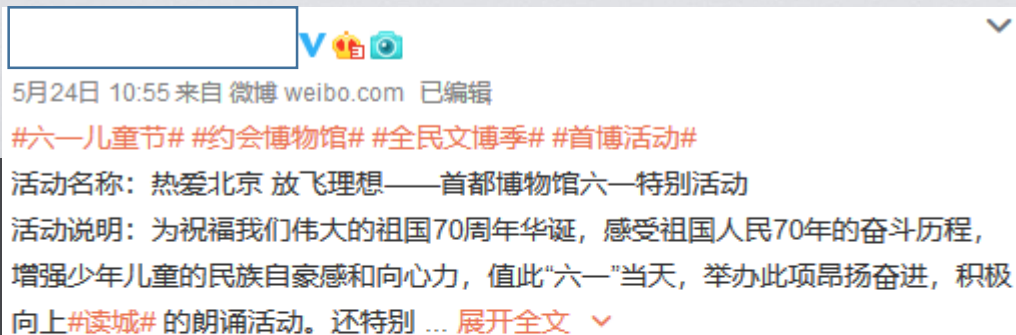 5月24日 10:55 来自 微博 weibo.com 已编辑
#六一儿童节# #约会博物馆# #全民文博季# #首博活动#
活动名称：热爱北京 放飞理想——首都博物馆六一特别活动
活动说明：为祝福我们伟大的祖国70周年华诞，感受祖国人民70年的奋斗历程，
增强少年儿童的民族自豪感和向心力，值此“六一”当天，举办此项昂扬奋进，积极
向上#读城# 的朗诵活动。还特别 ... 展开全文